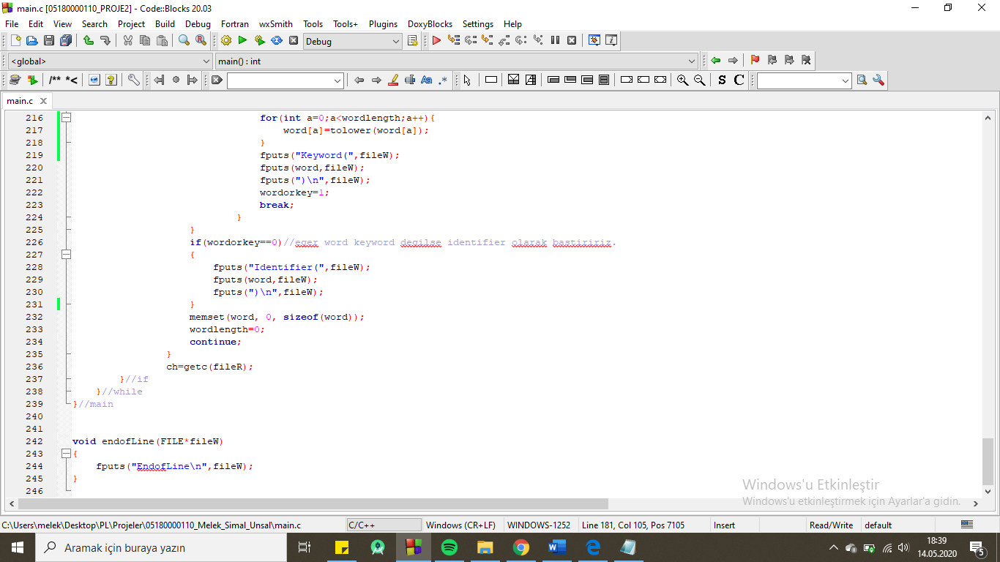 main.c [05180000110_PROJE2] - Code::Blocks 20.03
File Edit View Search Project Build Debug Fortran wxSmith Tools Tools+ Plugins DoxyBlocks Settings Help
Debug
<global> main() : int
/** *<
Aa .* S C
main.c
216 for(int a=0;a<wordlength;a++){
217 word[a]=tolower(word[a]);
218 }
219 fputs("Keyword(",fileW);
220 fputs(word,fileW);
221 fputs(")\n",fileW);
222 wordorkey=1;
223 break;
224 }
225 }
226 if(wordorkey==0)//eger word keyword degilse identifier olarak bastiririz.
227 {
228 fputs("Identifier(",fileW);
229 fputs(word,fileW);
230 fputs(")\n",fileW);
231 }
232 memset(word, 0, sizeof(word));
233 wordlength=0;
234 continue;
235 }
236 ch=getc(fileR);
237 }//if
238 }//while
239 }//main
240
241
242 void endofLine(FILE*fileW)
243 {
244 fputs("EndofLine\n",fileW);
245 }
246
Windows'u Etkinleştir
Windows'u etkinleştirmek için Ayarlar'a gidin.
C:\Users\melek\Desktop\PL\Projeler\05180000110_Melek_Simal_Unsal\main.c C/C++ Windows (CR+LF) WINDOWS-1252 Line 181, Col 105, Pos 7105 Insert Read/Write default
Aramak için buraya yazın
18:39
14.05.2020
5